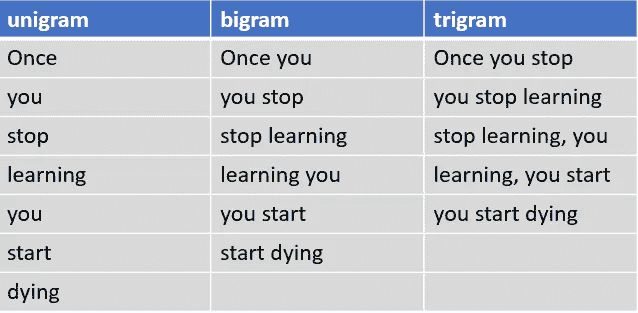 unigram bigram trigram
Once Once you Once you stop
you you stop you stop learning
stop stop learning stop learning, you
learning learning you learning, you start
you you start you start dying
start start dying
dying